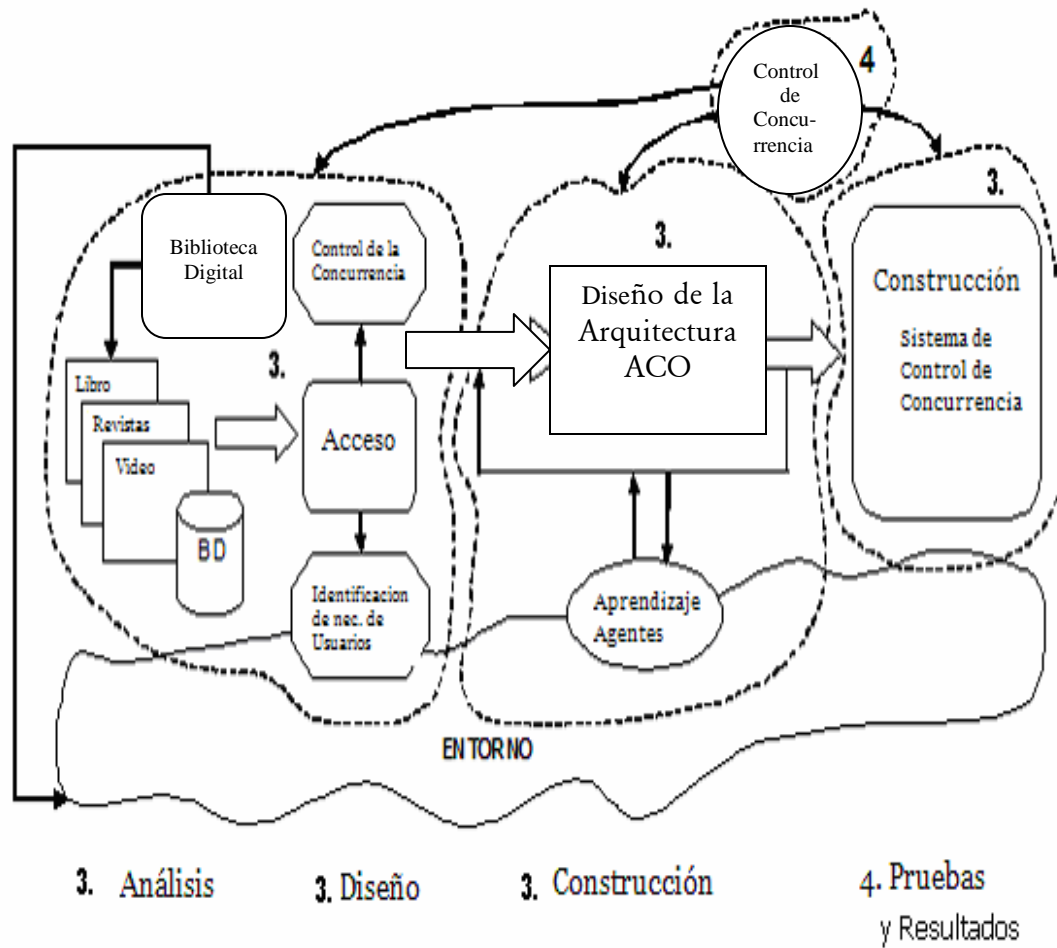 Control
de
Concu-
rrencia
4
Biblioteca
Digital
Control de la
Concurrencia
3.
Libro
Revistas
Video
BD
Acceso
Identificacion
de nec. de
Usuarios
3.
Diseño de la
Arquitectura
ACO
Aprendizaje
Agentes
3.
Construcción
Sistema de
Control de
Concurrencia
ENTORNO
3. Análisis
3. Diseño
3. Construcción
4. Pruebas
y Resultados